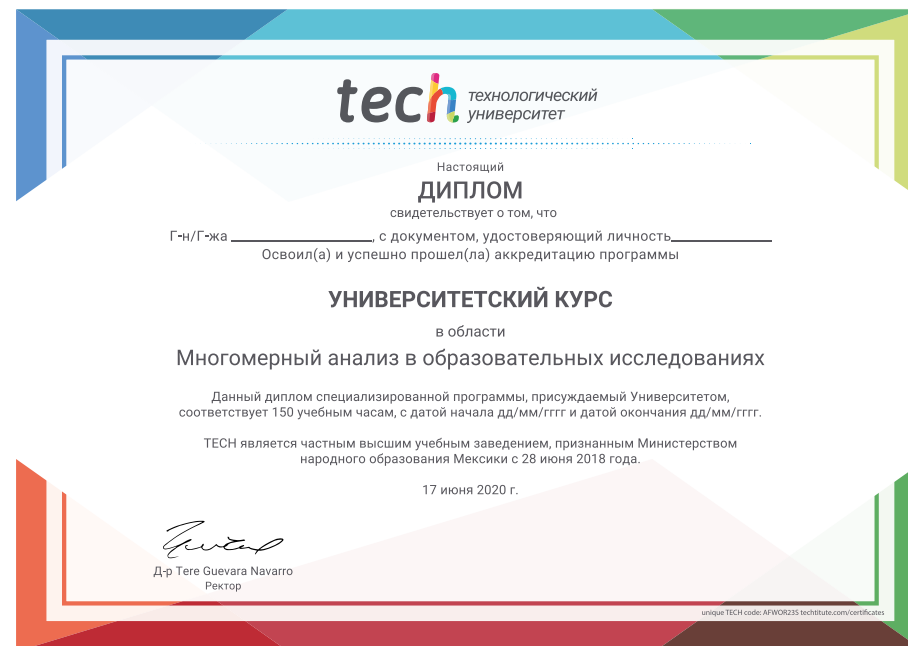 tech технологический
университет
Настоящий
ДИПЛОМ
свидетельствует о том, что
Г-н/Г-жа , с документом, удостоверяющий личность
Освоил(а) и успешно прошел(ла) аккредитацию программы
УНИВЕРСИТЕТСКИЙ КУРС
в области
Многомерный анализ в образовательных исследованиях
Данный диплом специализированной программы, присуждаемый Университетом,
соответствует 150 учебным часам, с датой начала дд/мм/гггг и датой окончания дд/мм/гггг.
TECH является частным высшим учебным заведением, признанным Министерством
народного образования Мексики с 28 июня 2018 года.
17 июня 2020 г.
Д-р Tere Guevara Navarro
Ректор
unique TECH code: AFWOR23S techtitute.com/certificates